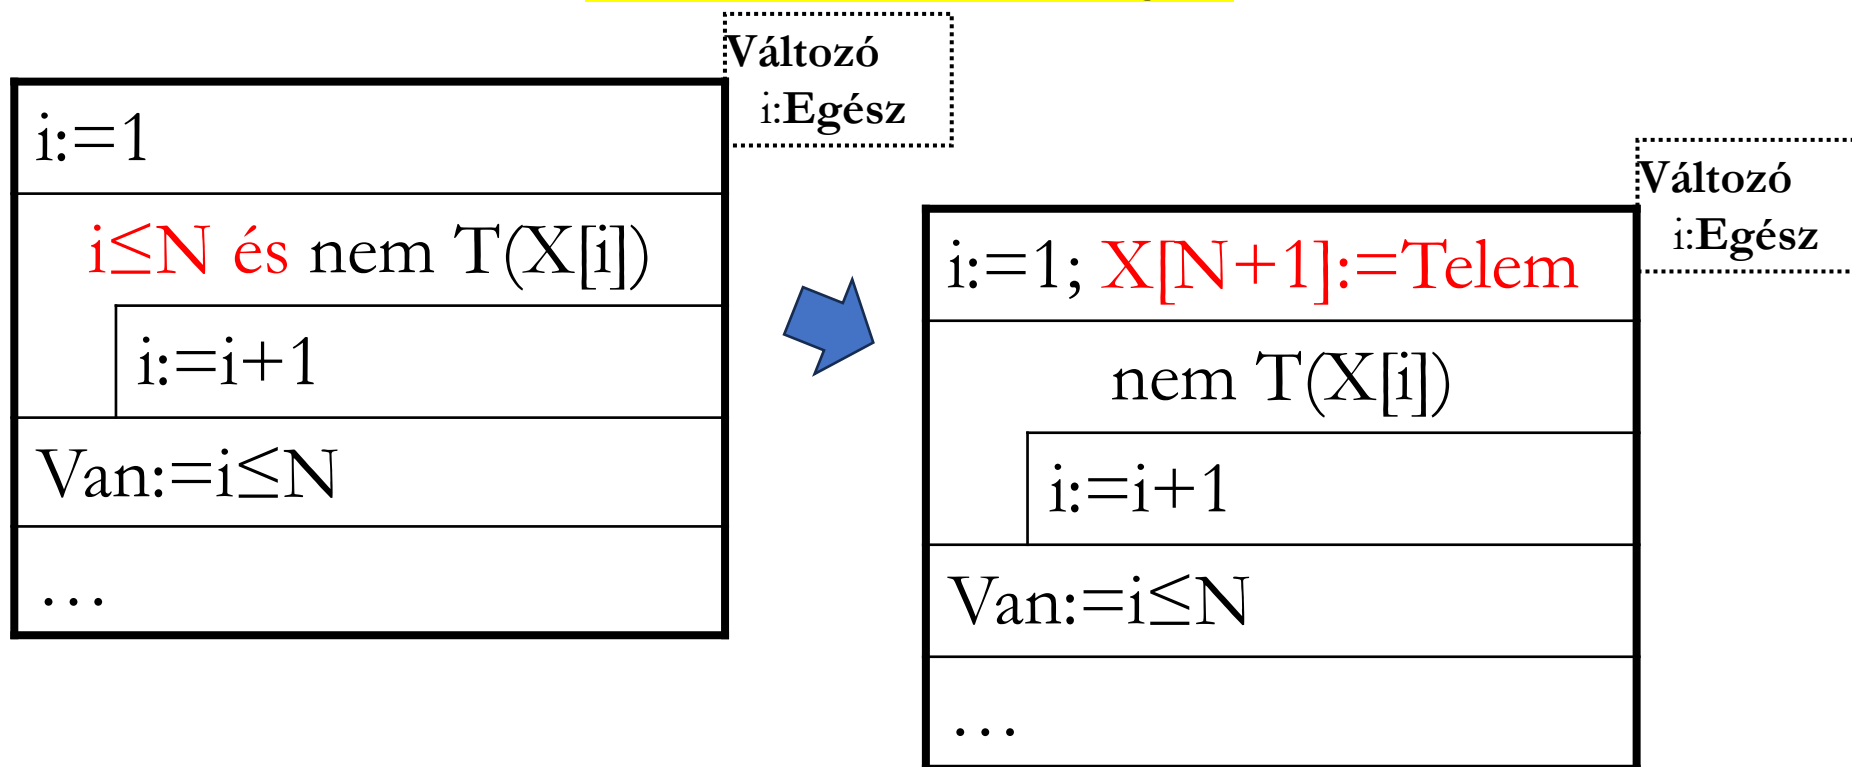 Változó
i:Egész
i:=1
i≤N és nem T(X[i])
i:=i+1
Van:=i≤N
…
Változó
i:Egész
i:=1; X[N+1]:=Telem
nem T(X[i])
i:=i+1
Van:=i≤N
…